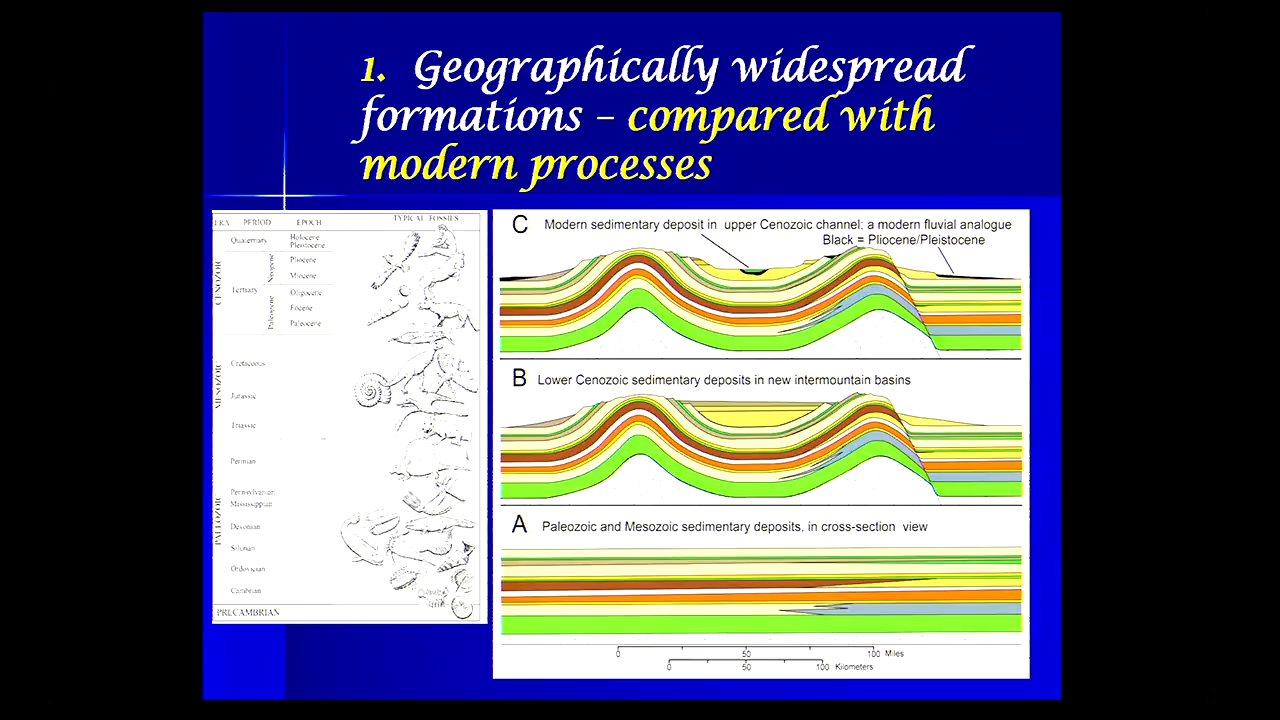 1. Geographically widespread
formations – compared with
modern processes
ERA PERIOD EPOCH TYPICAL FOSSILS
Quaternary Holocene
Pleistocene
CENOZOIC
Neogene
Pliocene
Miocene
Tertiary
Paleogene
Oligocene
Eocene
Paleocene
MESOZOIC
Cretaceous
Jurassic
Triassic
PALEOZOIC
Permian
Pennsylvanian
Mississippian
Devonian
Silurian
Ordovician
Cambrian
PRECAMBRIAN
C Modern sedimentary deposit in upper Cenozoic channel; a modern fluvial analogue
Black = Pliocene/Pleistocene
B Lower Cenozoic sedimentary deposits in new intermountain basins
A Paleozoic and Mesozoic sedimentary deposits, in cross-section view
0 50 100 Miles
0 50 100 Kilometers